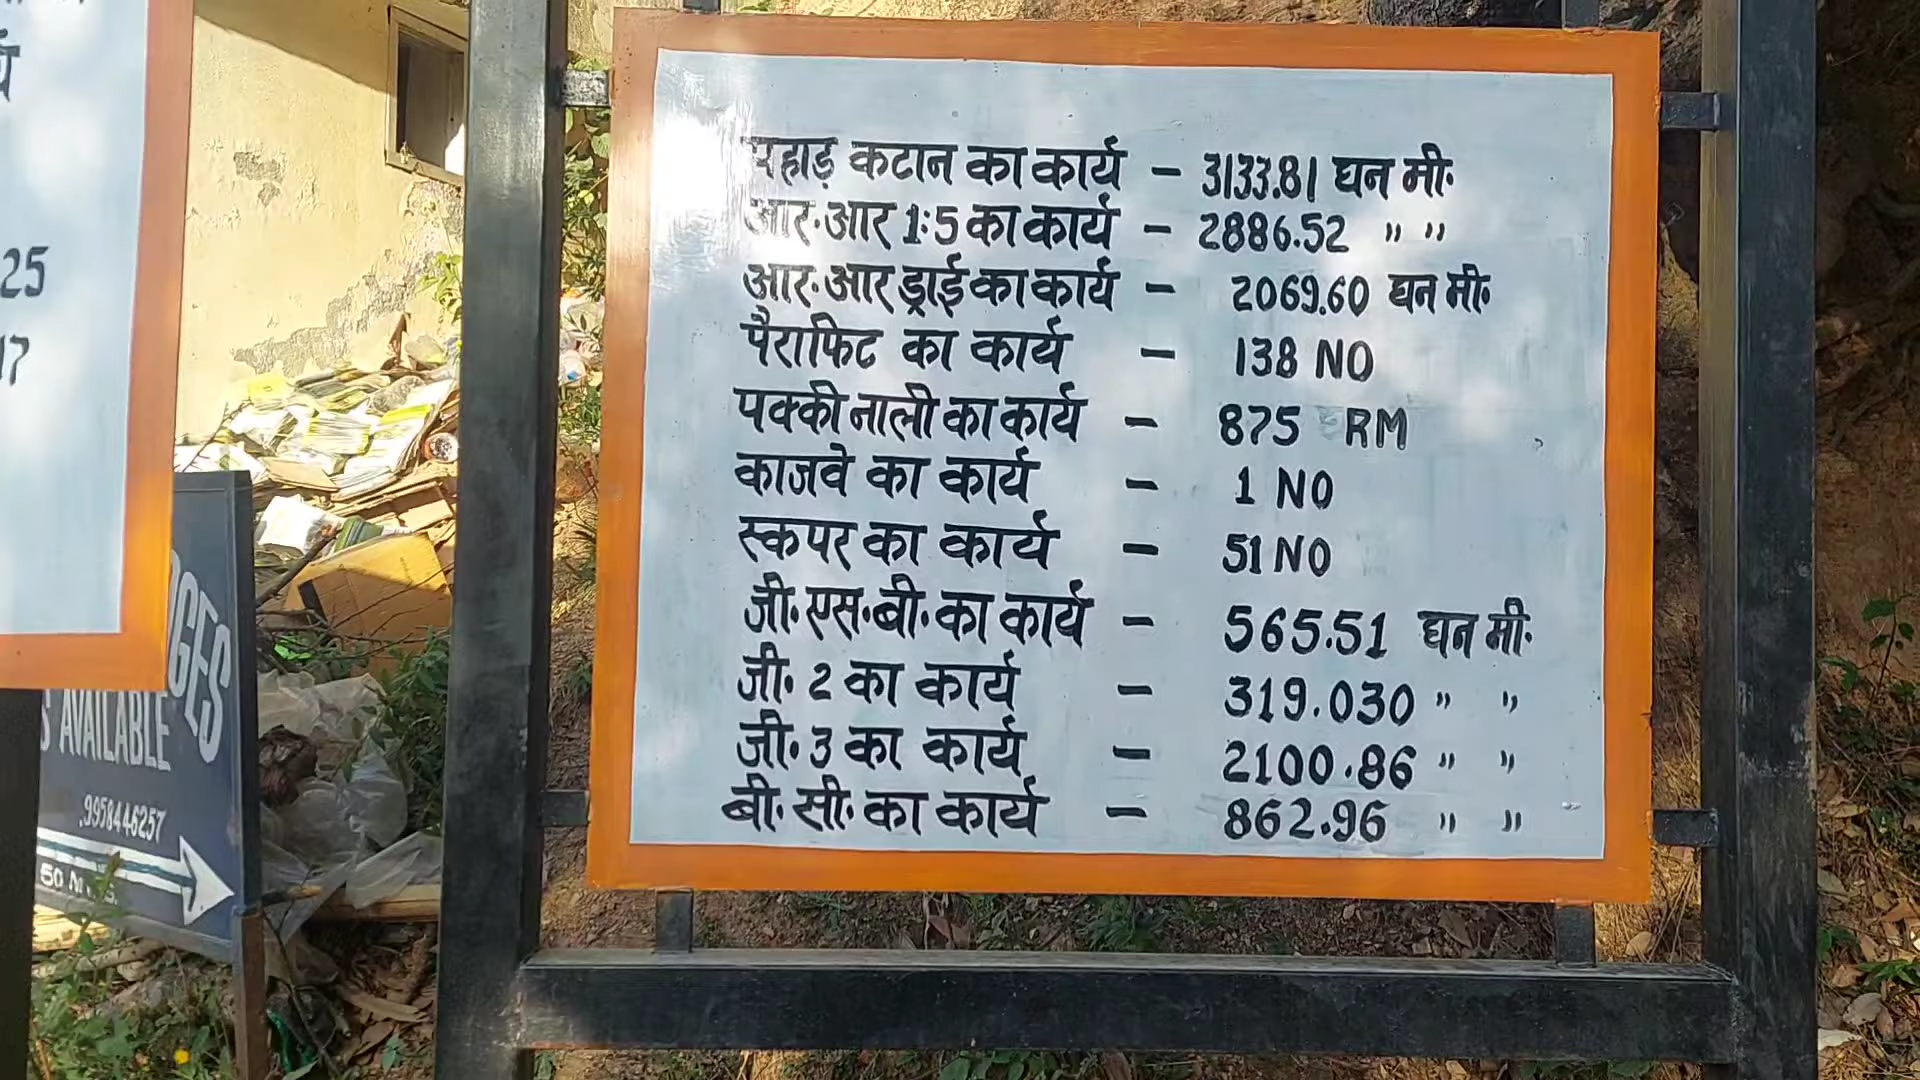 र्य
25
17
पहाड़ कटान का कार्य – 3133.81 घन मी॰
आर॰आर 1:5 का कार्य – 2886.52 " "
आर॰आर ड्राई का कार्य – 2069.60 घन मी॰
पैराफिट का कार्य – 138 NO
पक्की नाली का कार्य – 875 RM
काजवे का कार्य – 1 NO
स्कपर का कार्य – 51 NO
जी॰एस॰बी॰का कार्य – 565.51 घन मी॰
जी॰ 2 का कार्य – 319.030 " "
जी॰ 3 का कार्य – 2100.86 " "
बी॰ सी॰ का कार्य – 862.96 " "
DGES
S AVAILABLE
9958446257
50 M